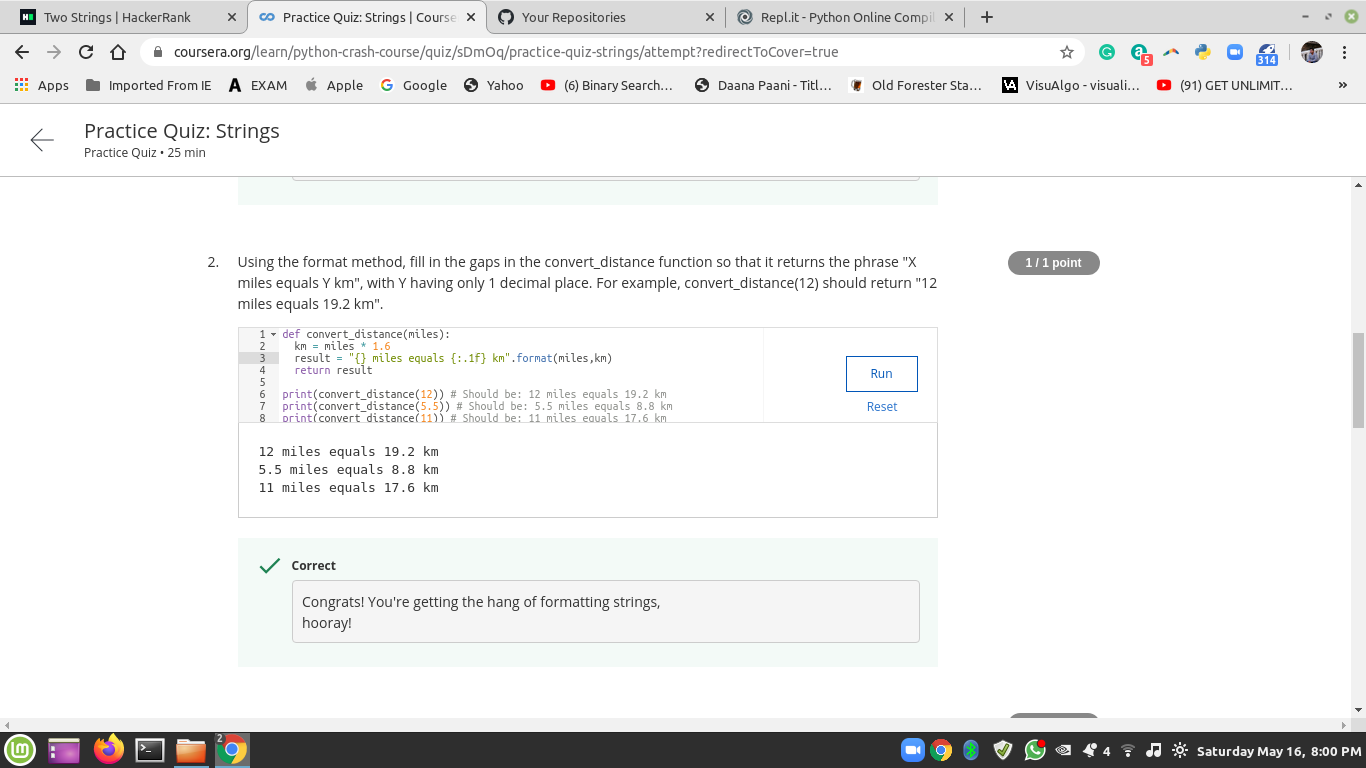 Two Strings | HackerRank
Practice Quiz: Strings | Course
Your Repositories
Repl.it - Python Online Compil
coursera.org/learn/python-crash-course/quiz/sDmOq/practice-quiz-strings/attempt?redirectToCover=true
5
314
Apps
Imported From IE
EXAM
Apple
Google
Yahoo
(6) Binary Search...
Daana Paani - Titl...
Old Forester Sta...
VisuAlgo - visuali...
(91) GET UNLIMIT...
Practice Quiz: Strings
Practice Quiz • 25 min
2. Using the format method, fill in the gaps in the convert_distance function so that it returns the phrase "X
miles equals Y km", with Y having only 1 decimal place. For example, convert_distance(12) should return "12
miles equals 19.2 km".
1 / 1 point
1 def convert_distance(miles):
2 km = miles * 1.6
3 result = "{} miles equals {:.1f} km".format(miles,km)
4 return result
5
6 print(convert_distance(12)) # Should be: 12 miles equals 19.2 km
7 print(convert_distance(5.5)) # Should be: 5.5 miles equals 8.8 km
8 print(convert_distance(11)) # Should be: 11 miles equals 17.6 km
Run
Reset
12 miles equals 19.2 km
5.5 miles equals 8.8 km
11 miles equals 17.6 km
Correct
Congrats! You're getting the hang of formatting strings,
hooray!
2
4
Saturday May 16, 8:00 PM